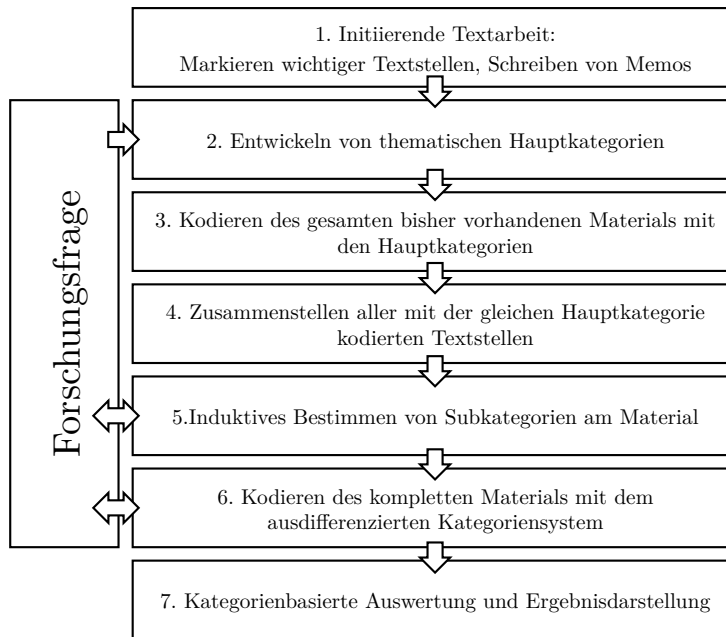 1. Initiierende Textarbeit:
Markieren wichtiger Textstellen, Schreiben von Memos
Forschungsfrage
2. Entwickeln von thematischen Hauptkategorien
3. Kodieren des gesamten bisher vorhandenen Materials mit
den Hauptkategorien
4. Zusammenstellen aller mit der gleichen Hauptkategorie
kodierten Textstellen
5.Induktives Bestimmen von Subkategorien am Material
6. Kodieren des kompletten Materials mit dem
ausdifferenzierten Kategoriensystem
7. Kategorienbasierte Auswertung und Ergebnisdarstellung